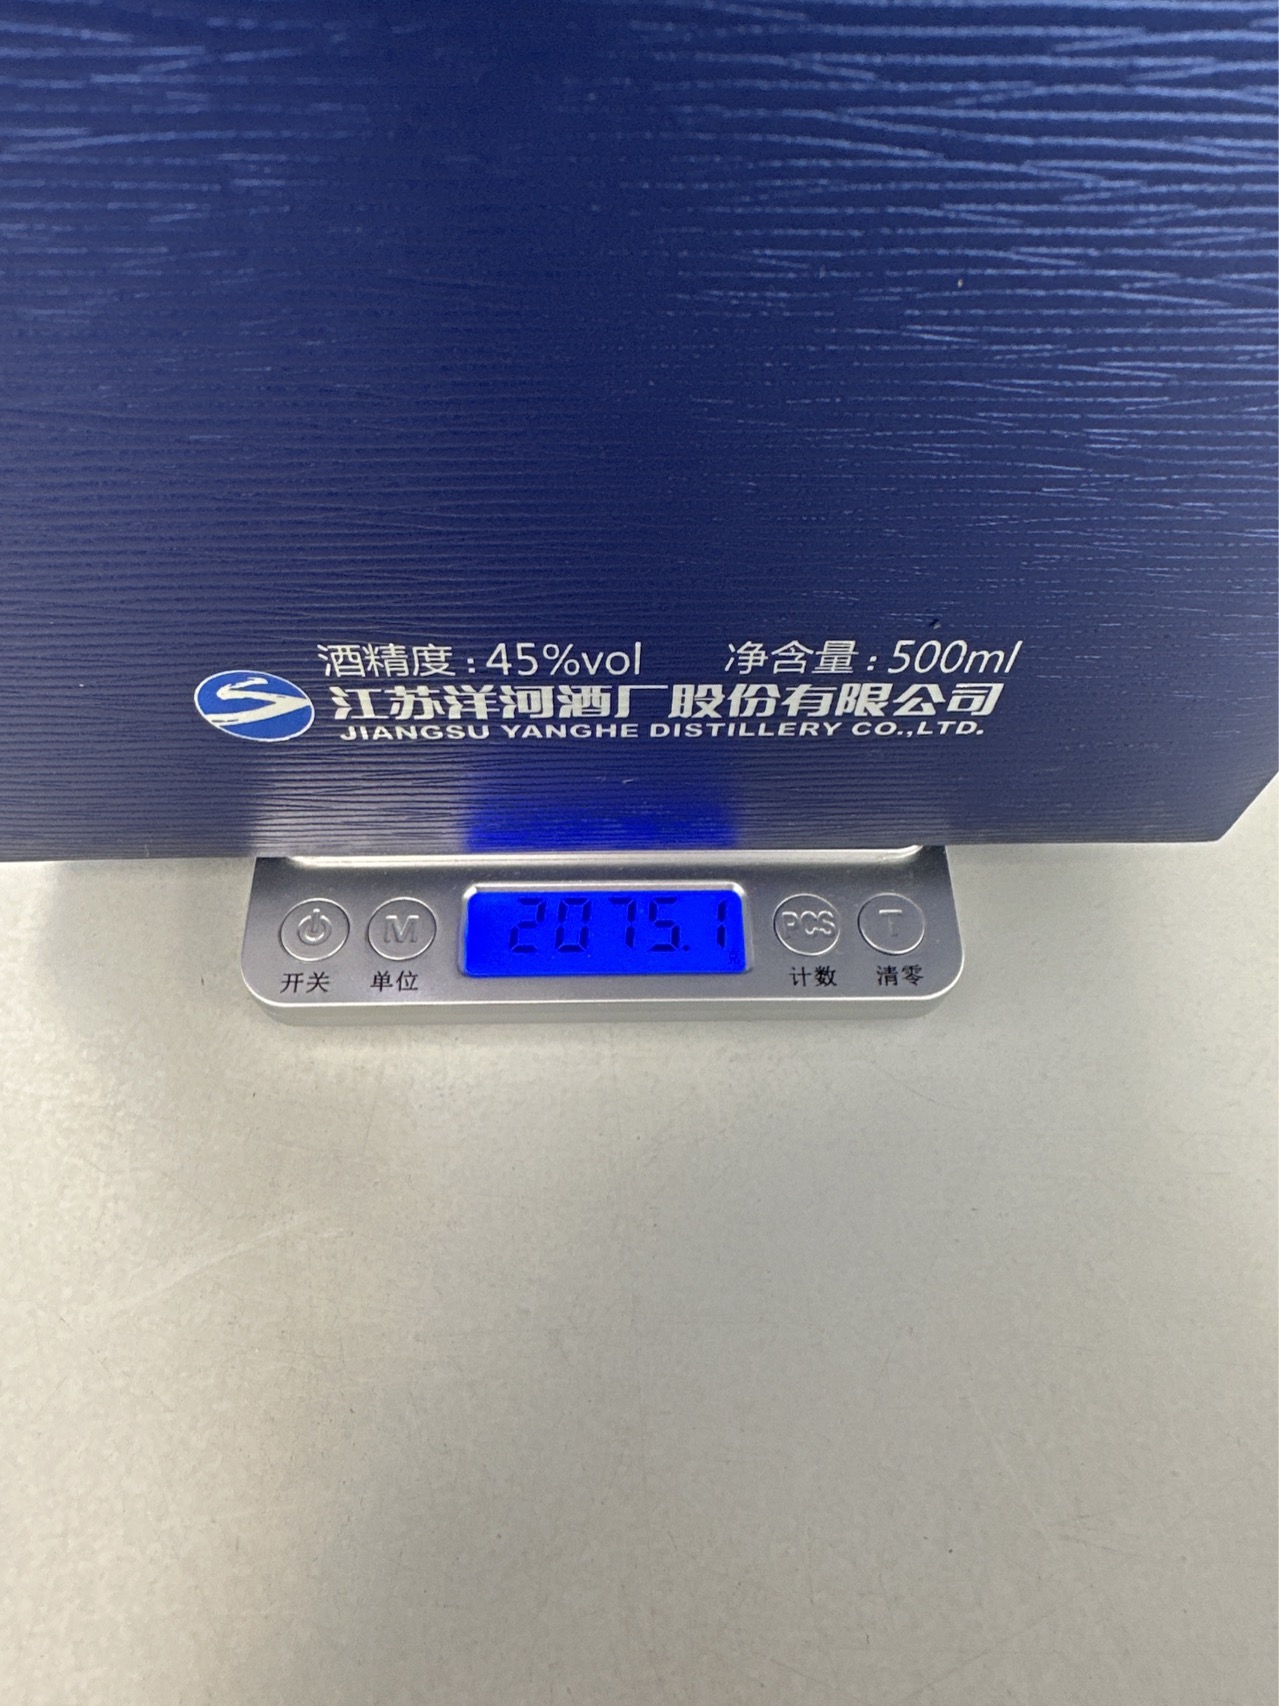 酒精度：45%vol 净含量：500ml
江苏洋河酒厂股份有限公司
JIANGSU YANGHE DISTILLERY CO.,LTD.
M 2075.1 PCS T
开关 单位 计数 清零